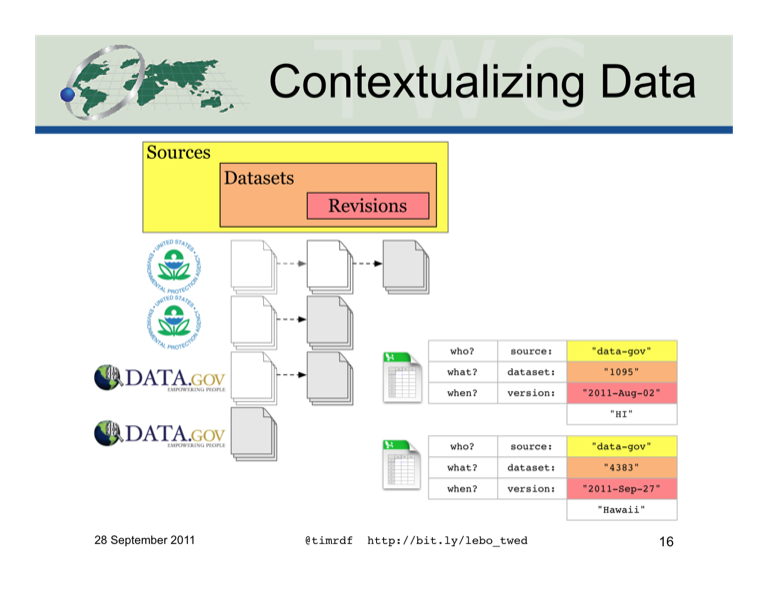 TWC
Contextualizing Data
Sources
Datasets
Revisions
UNITED STATES
ENVIRONMENTAL PROTECTION AGENCY
UNITED STATES
ENVIRONMENTAL PROTECTION AGENCY
DATA.GOV
EMPOWERING PEOPLE
DATA.GOV
EMPOWERING PEOPLE
who? source: "data-gov"
what? dataset: "1095"
when? version: "2011-Aug-02"
"HI"
who? source: "data-gov"
what? dataset: "4383"
when? version: "2011-Sep-27"
"Hawaii"
28 September 2011 @timrdf http://bit.ly/lebo_twed 16